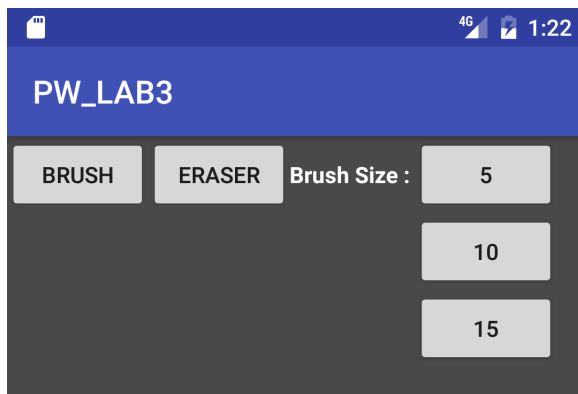 4G 1:22
PW_LAB3
BRUSH ERASER Brush Size : 5
10
15